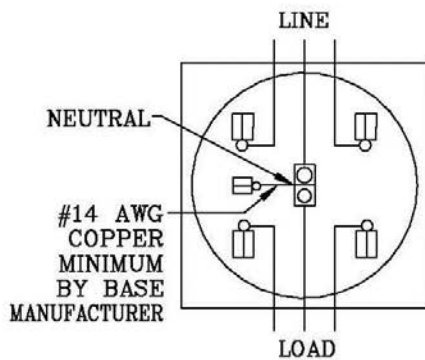 LINE
NEUTRAL
#14 AWG
COPPER
MINIMUM
BY BASE
MANUFACTURER
LOAD